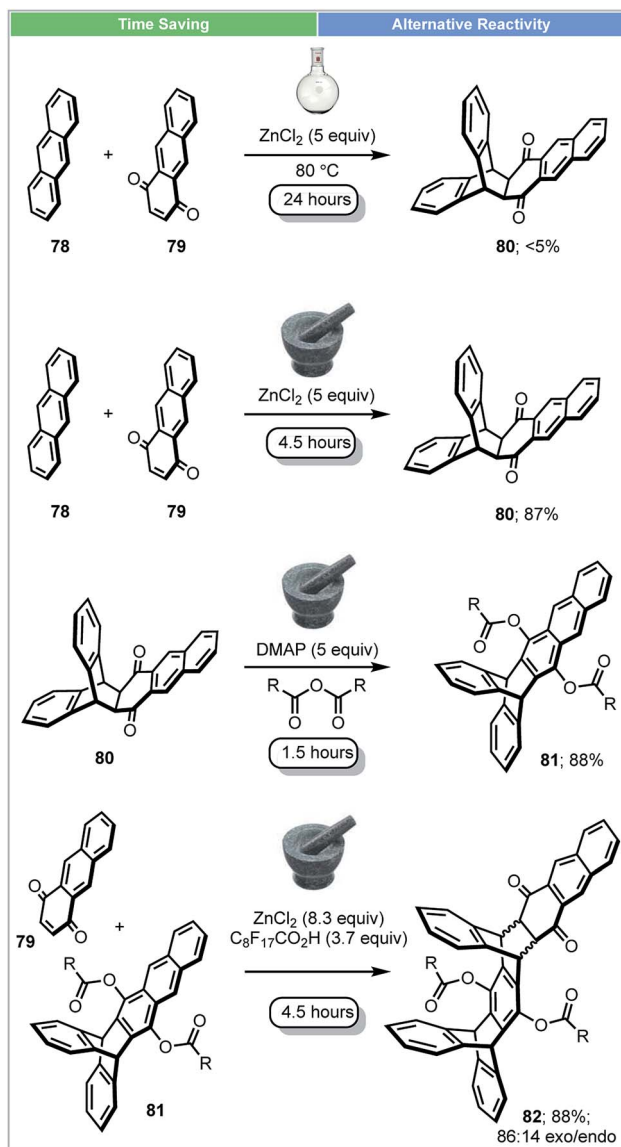 Time Saving
Alternative Reactivity
+
ZnCl2 (5 equiv)
80 °C
24 hours
O
O
O
O
78
79
80; <5%
+
ZnCl2 (5 equiv)
4.5 hours
O
O
O
O
78
79
80; 87%
DMAP (5 equiv)
R O R
O O
1.5 hours
O
O
80
R
O
O
O
O
R
81; 88%
O
O
79
+
ZnCl2 (8.3 equiv)
C8F17CO2H (3.7 equiv)
4.5 hours
R
O
O
O
O
R
81
O
O
R
O
O
O
O
R
82; 88%;
86:14 exo/endo